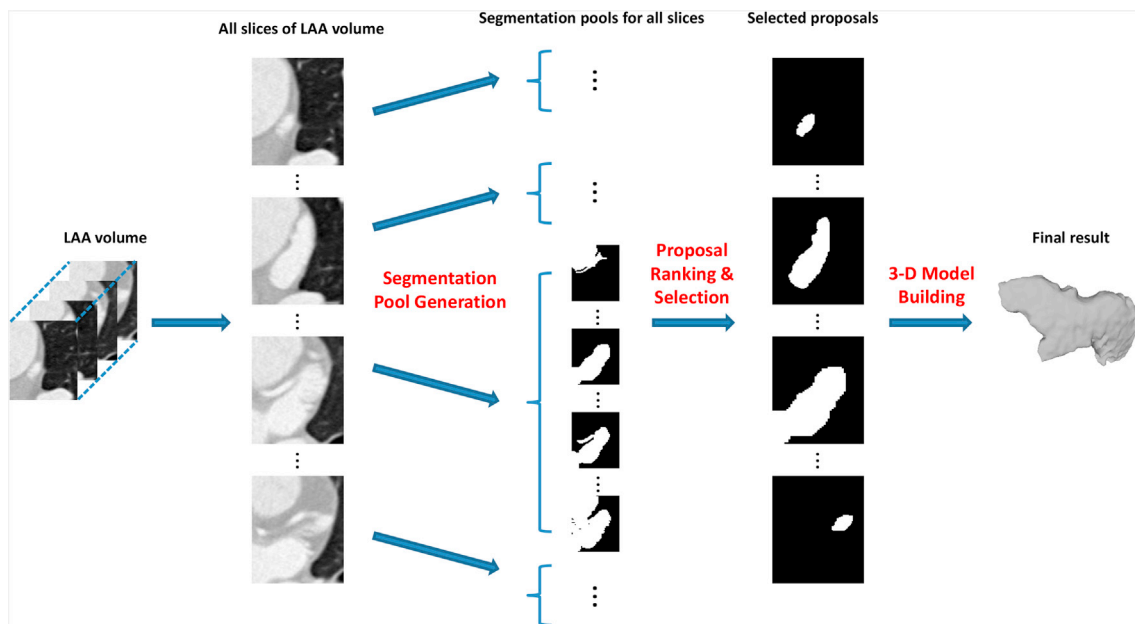 Segmentation pools for all slices
Selected proposals
All slices of LAA volume
LAA volume
Segmentation
Pool Generation
Proposal
Ranking &
Selection
3-D Model
Building
Final result